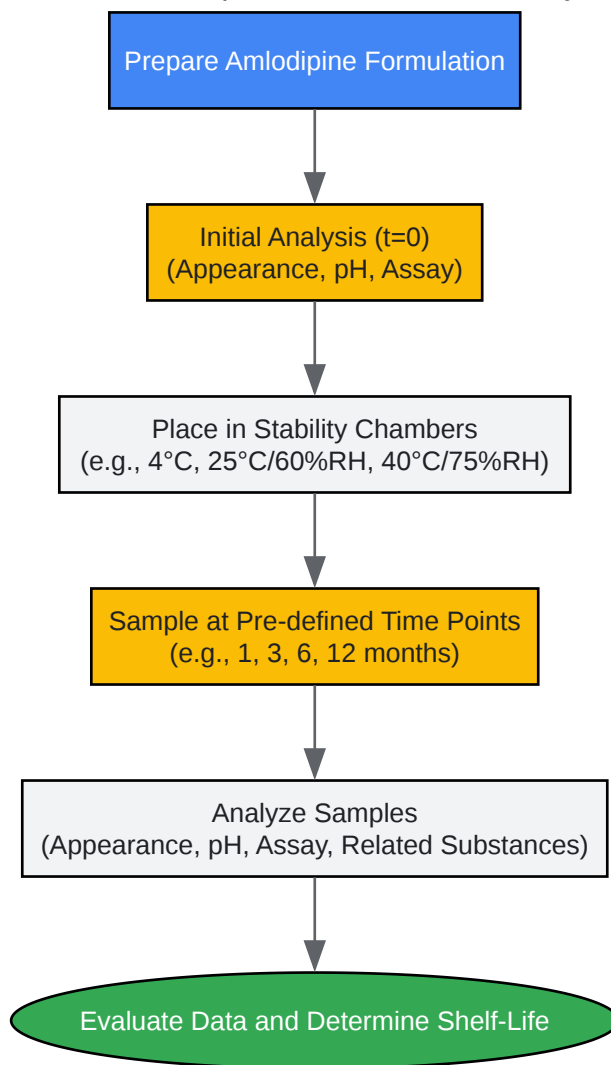 Prepare Amlodipine Formulation
Initial Analysis (t=0)
(Appearance, pH, Assay)
Place in Stability Chambers
(e.g., 4°C, 25°C/60%RH, 40°C/75%RH)
Sample at Pre-defined Time Points
(e.g., 1, 3, 6, 12 months)
Analyze Samples
(Appearance, pH, Assay, Related Substances)
Evaluate Data and Determine Shelf-Life